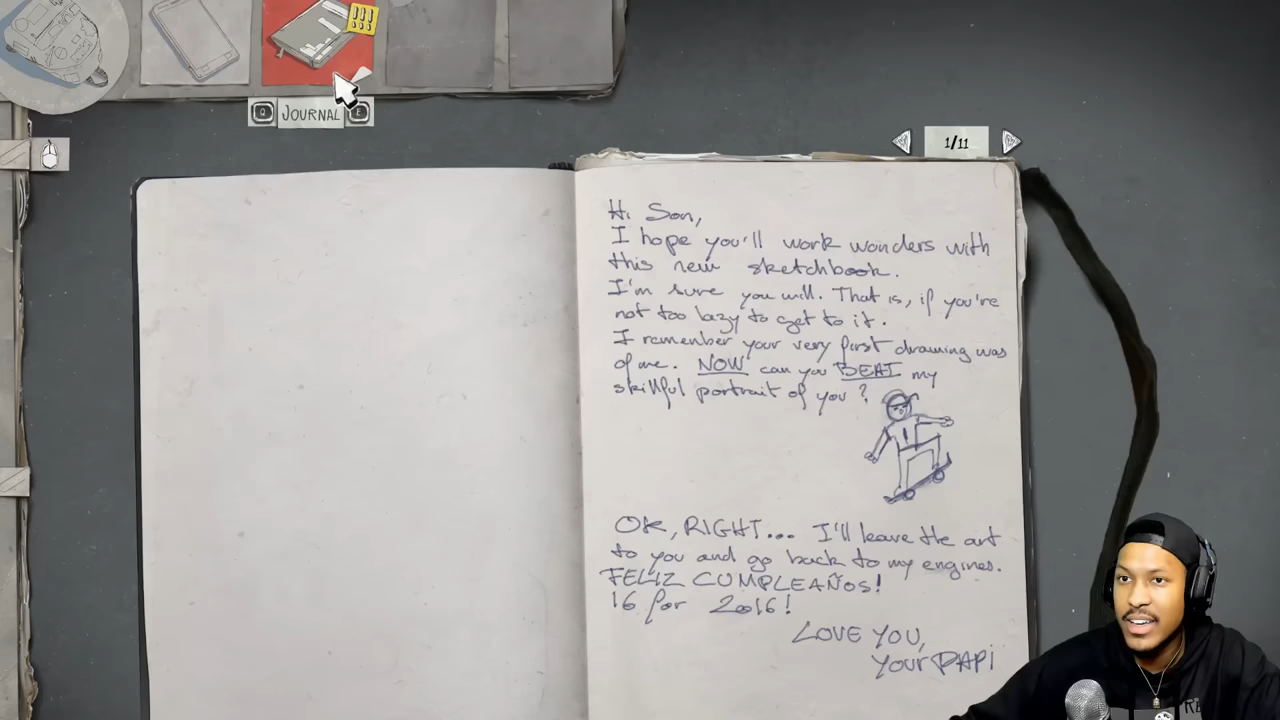 JOURNAL
1/11
Hi Son,
I hope you'll work wonders with
this new sketchbook.
I'm sure you will. That is, if you're
not too lazy to get to it.
I remember your very first drawing was
of me. NOW can you BEAT my
skillful portrait of you?
OK, RIGHT... I'll leave the art
to you and go back to my engines.
FELIZ CUMPLEAÑOS!
16 for 2016!
LOVE YOU,
Your PAPI